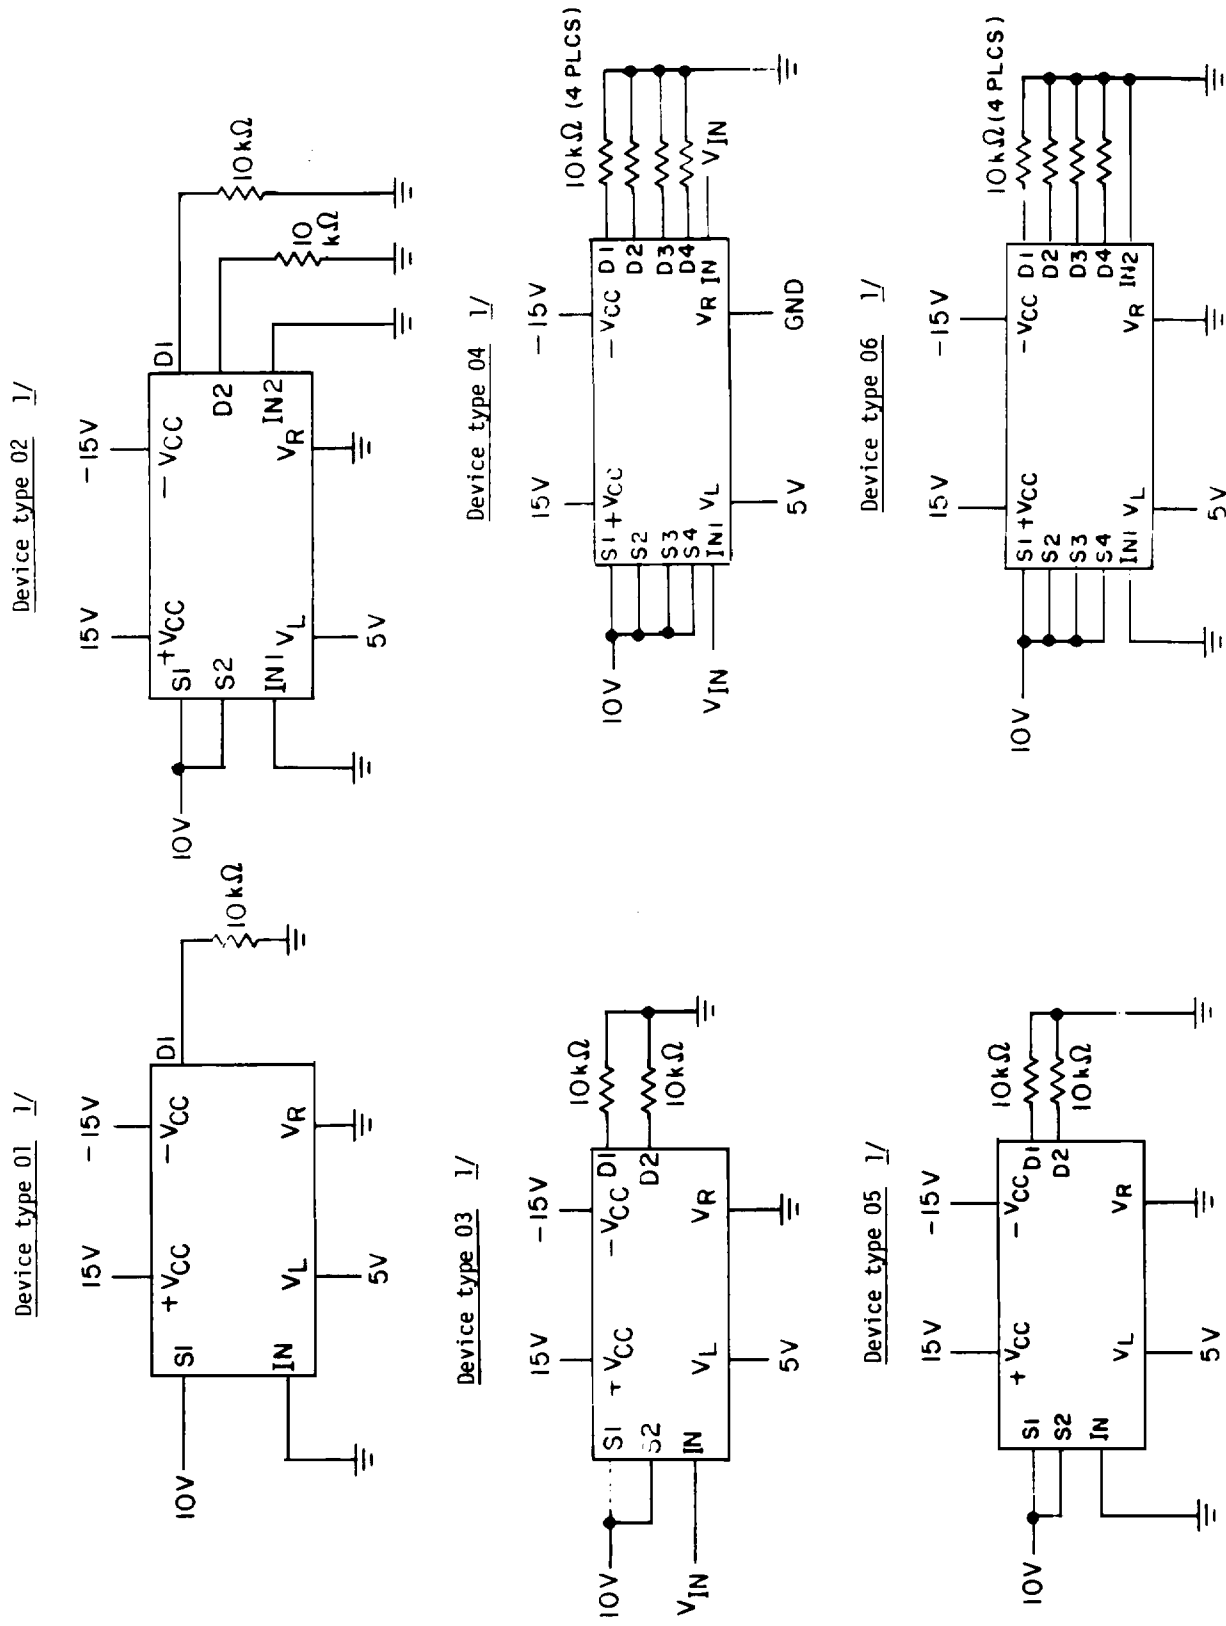 Device type 01   1/
15V
-15V
+VCC
-VCC
S1
D1
10V
10kΩ
IN
VL
VR
5V
Device type 02   1/
15V
-15V
+VCC
-VCC
S1
D1
S2
D2
10V
10kΩ
10
kΩ
IN1
VL
VR
IN2
5V
Device type 03   1/
15V
-15V
+VCC
-VCC
S1
D1
10kΩ
S2
D2
10kΩ
10V
IN
VL
VR
VIN
5V
Device type 04   1/
15V
-15V
10kΩ (4 PLCS)
S1
+VCC
-VCC
D1
S2
D2
S3
D3
S4
D4
10V
IN1
VL
VR
IN
VIN
VIN
5V
GND
Device type 05   1/
15V
-15V
+VCC
-VCC
S1
D1
10kΩ
S2
D2
10kΩ
10V
IN
VL
VR
5V
Device type 06   1/
15V
-15V
10kΩ (4 PLCS)
S1
+VCC
-VCC
D1
S2
D2
S3
D3
S4
D4
10V
IN1
VL
VR
IN2
5V